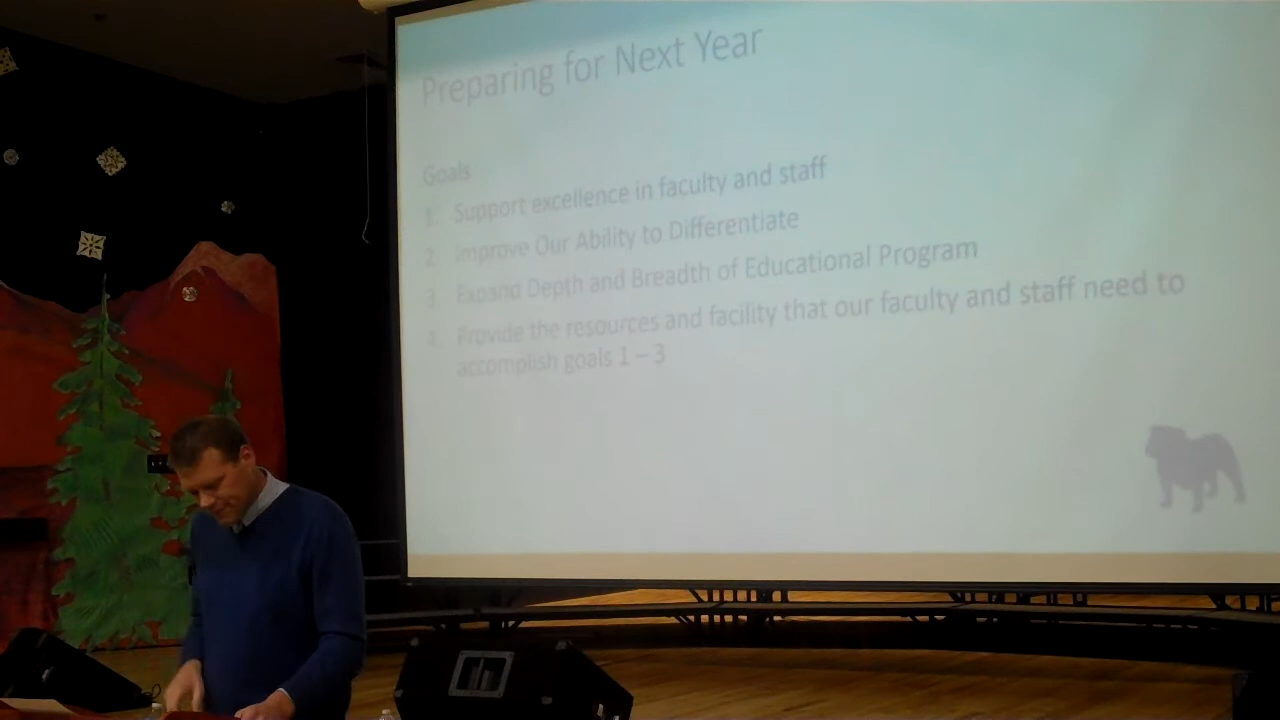 Preparing for Next Year
Goals
1. Support excellence in faculty and staff
2. Improve Our Ability to Differentiate
3. Expand Depth and Breadth of Educational Program
4. Provide the resources and facility that our faculty and staff need to
accomplish goals 1 – 3